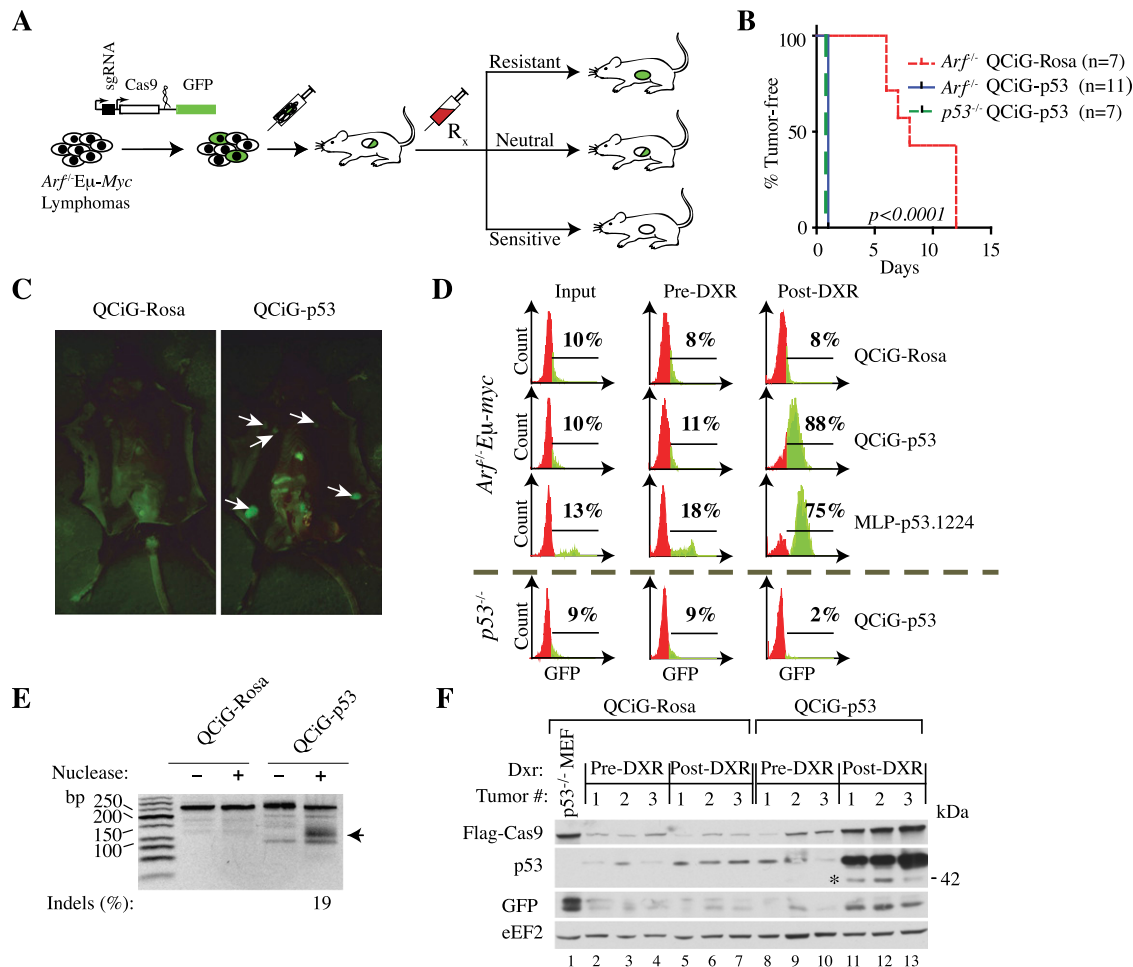 A
sgRNA
Cas9
GFP
Arf-/-Eμ-Myc
Lymphomas
Rx
Resistant
Neutral
Sensitive
B
% Tumor-free
100
50
0
0 5 10 15
Days
p<0.0001
Arf-/- QCiG-Rosa (n=7)
Arf-/- QCiG-p53 (n=11)
p53-/- QCiG-p53 (n=7)
C
QCiG-Rosa QCiG-p53
D
Input Pre-DXR Post-DXR
Arf-/-Eμ-myc
Count 10% 8% 8% QCiG-Rosa
Count 10% 11% 88% QCiG-p53
Count 13% 18% 75% MLP-p53.1224
p53-/-
Count 9% 9% 2% QCiG-p53
GFP GFP GFP
E
QCiG-Rosa QCiG-p53
Nuclease: – + – +
bp
250
200
150
100
Indels (%): 19
F
QCiG-Rosa QCiG-p53
p53-/- MEF
Dxr: Pre-DXR Post-DXR Pre-DXR Post-DXR
Tumor #: 1 2 3 1 2 3 1 2 3 1 2 3
kDa
Flag-Cas9
p53
* - 42
GFP
eEF2
1 2 3 4 5 6 7 8 9 10 11 12 13